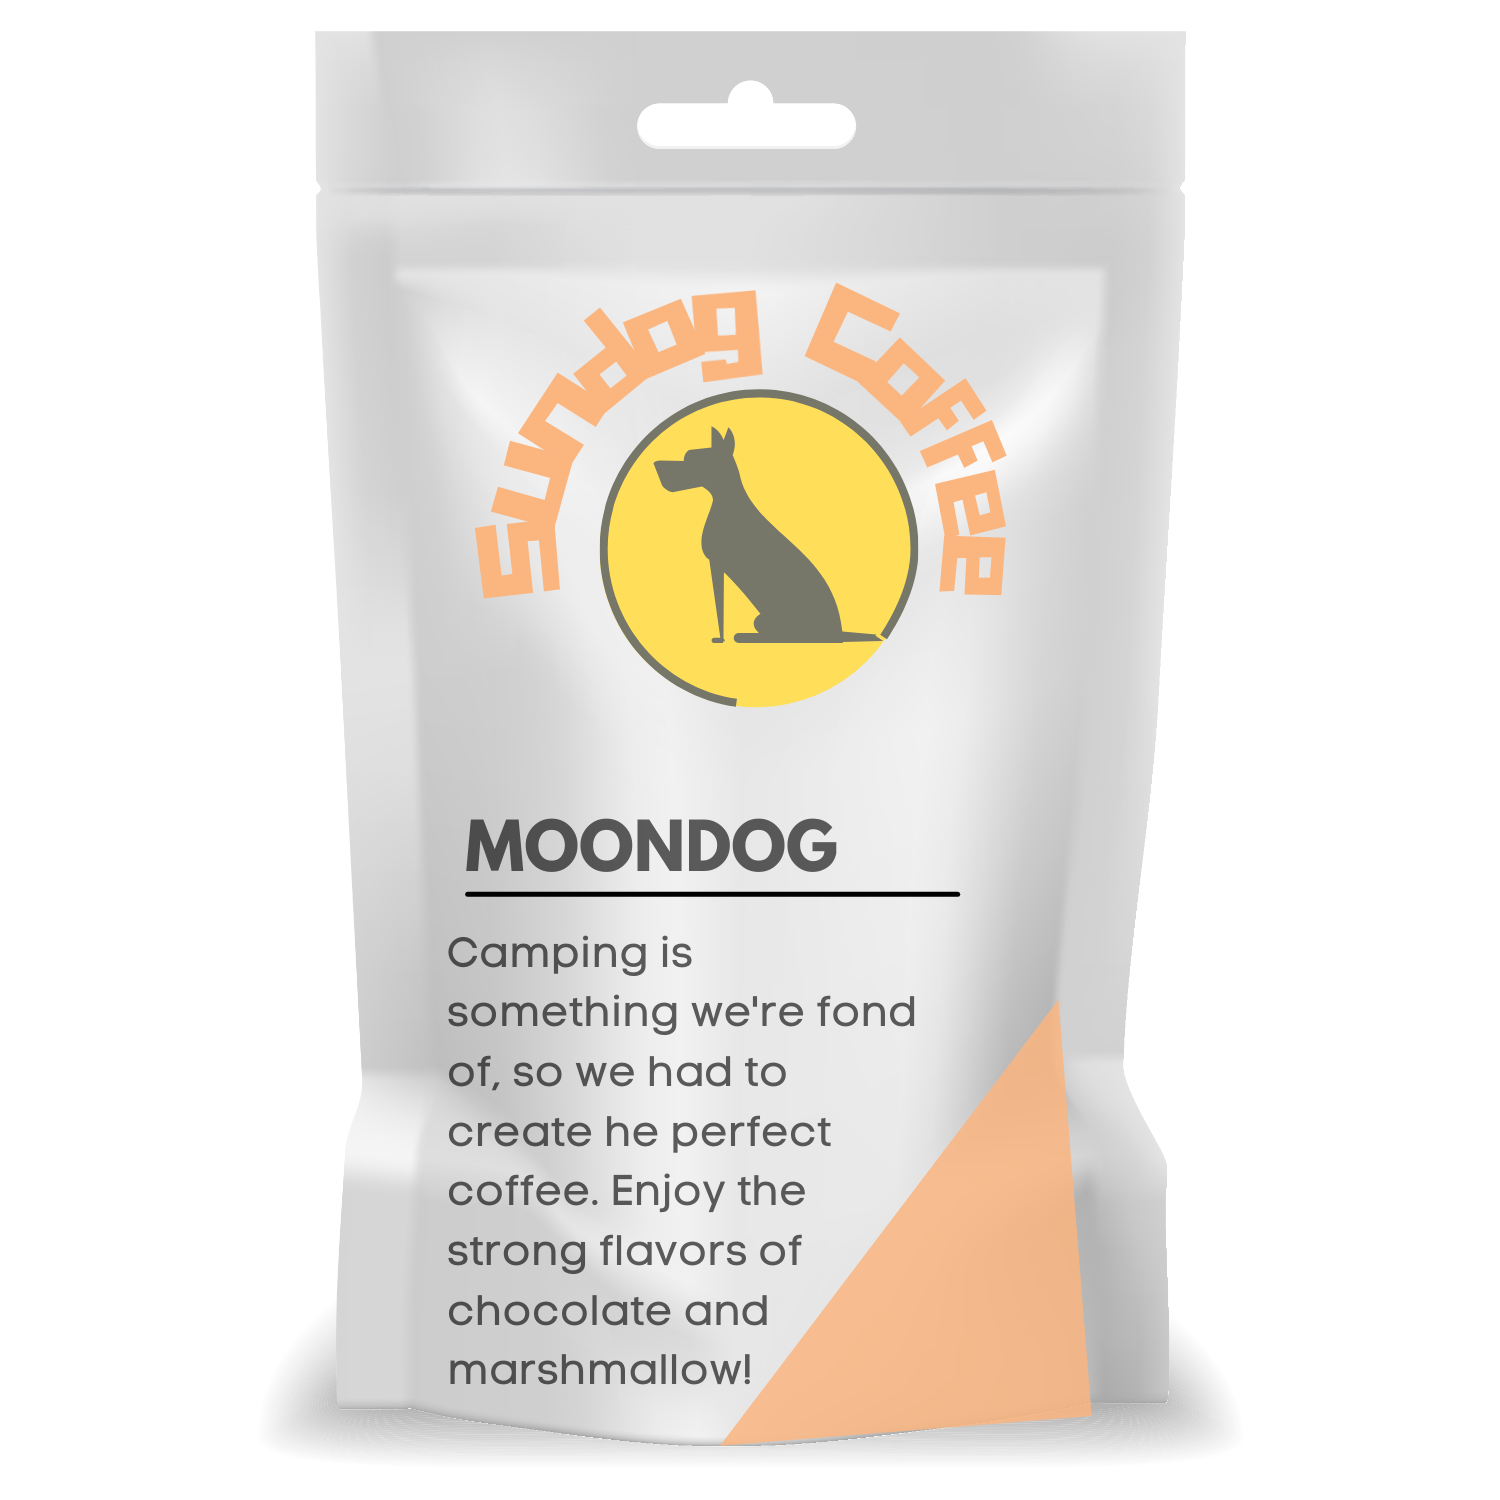 Sundog Coffee
MOONDOG
Camping is
something we're fond
of, so we had to
create he perfect
coffee. Enjoy the
strong flavors of
chocolate and
marshmallow!